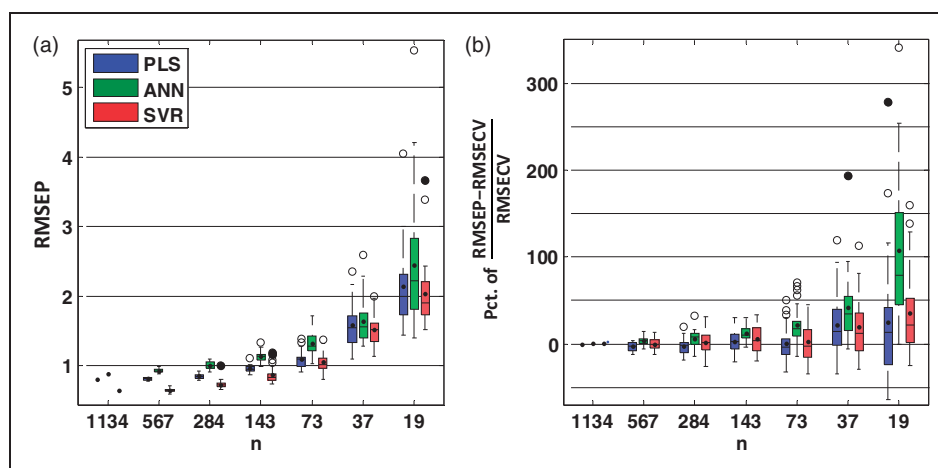 (a)
PLS
ANN
SVR
RMSEP
5
4
3
2
1
1134 567 284 143 73 37 19
n
(b)
Pct. of RMSEP−RMSECV
RMSECV
300
200
100
0
1134 567 284 143 73 37 19
n